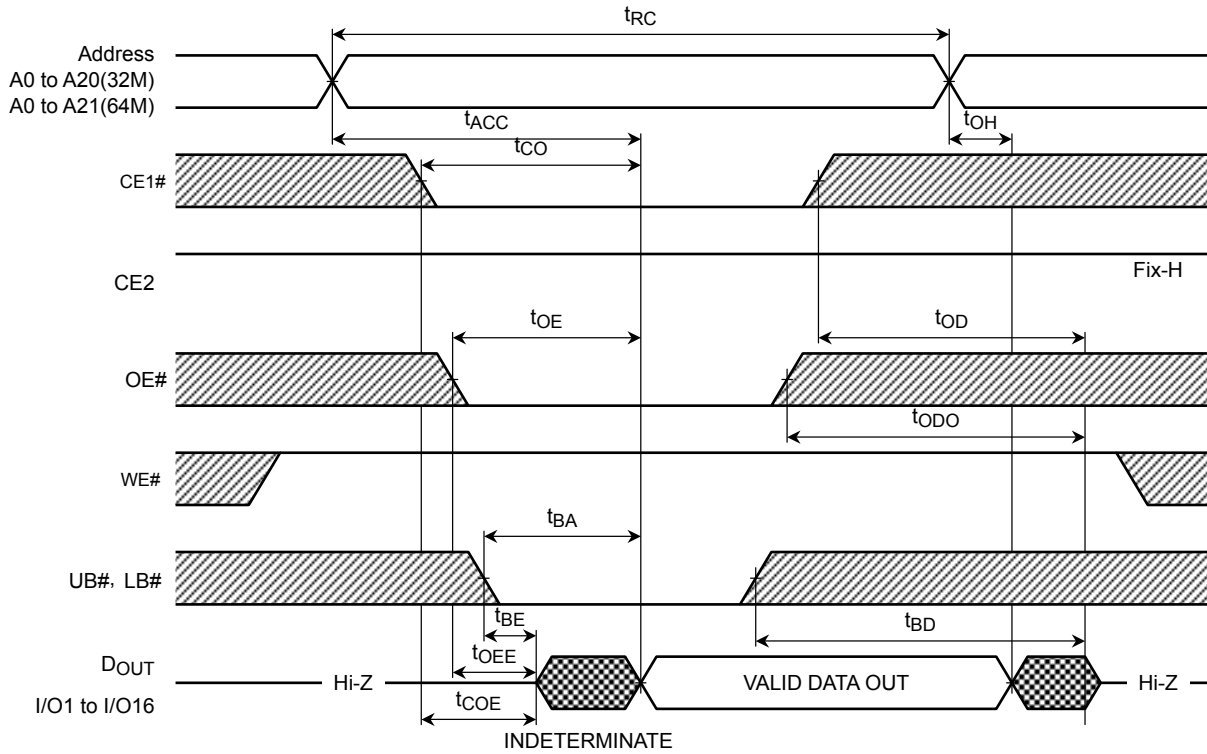 tRC
Address
A0 to A20(32M)
A0 to A21(64M)
tACC
tOH
tCO
CE1#
CE2
Fix-H
tOE
tOD
OE#
tODO
WE#
tBA
UB#, LB#
tBE
tBD
tOEE
DOUT
Hi-Z
VALID DATA OUT
Hi-Z
I/O1 to I/O16
tCOE
INDETERMINATE